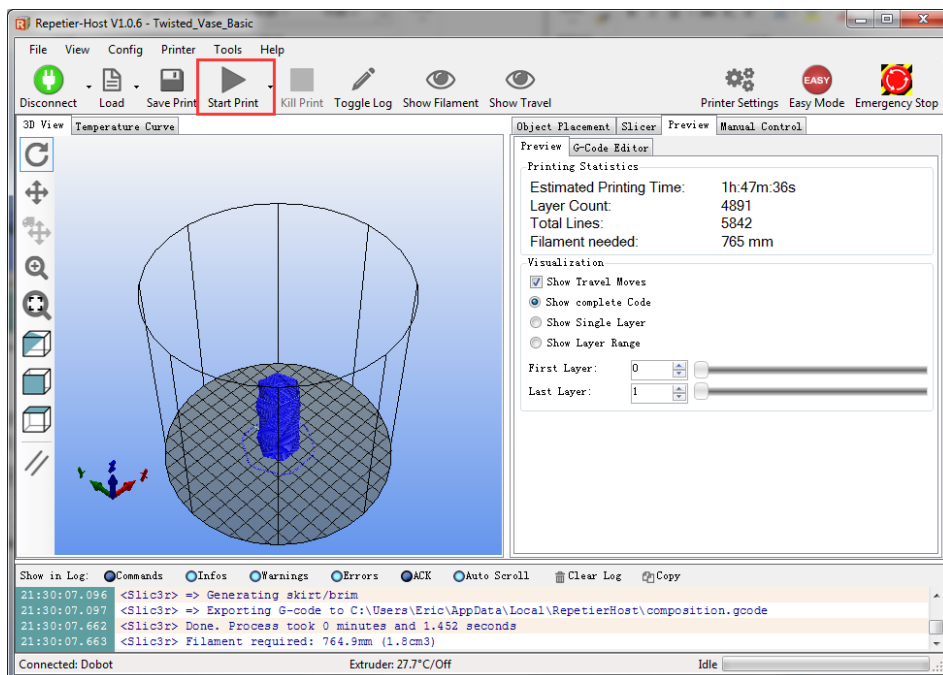 Repetier-Host V1.0.6 - Twisted_Vase_Basic
File View Config Printer Tools Help
Disconnect Load Save Print Start Print Kill Print Toggle Log Show Filament Show Travel Printer Settings Easy Mode Emergency Stop
EASY
3D View Temperature Curve
Object Placement Slicer Preview Manual Control
Preview G-Code Editor
Printing Statistics
Estimated Printing Time: 1h:47m:36s
Layer Count: 4891
Total Lines: 5842
Filament needed: 765 mm
Visualization
Show Travel Moves
Show complete Code
Show Single Layer
Show Layer Range
First Layer: 0
Last Layer: 1
Show in Log: Commands Infos Warnings Errors ACK Auto Scroll Clear Log Copy
21:30:07.096 <Slic3r> => Generating skirt/brim
21:30:07.097 <Slic3r> => Exporting G-code to C:\Users\Eric\AppData\Local\RepetierHost\composition.gcode
21:30:07.662 <Slic3r> Done. Process took 0 minutes and 1.452 seconds
21:30:07.663 <Slic3r> Filament required: 764.9mm (1.8cm3)
Connected: Dobot Extruder: 27.7°C/Off Idle